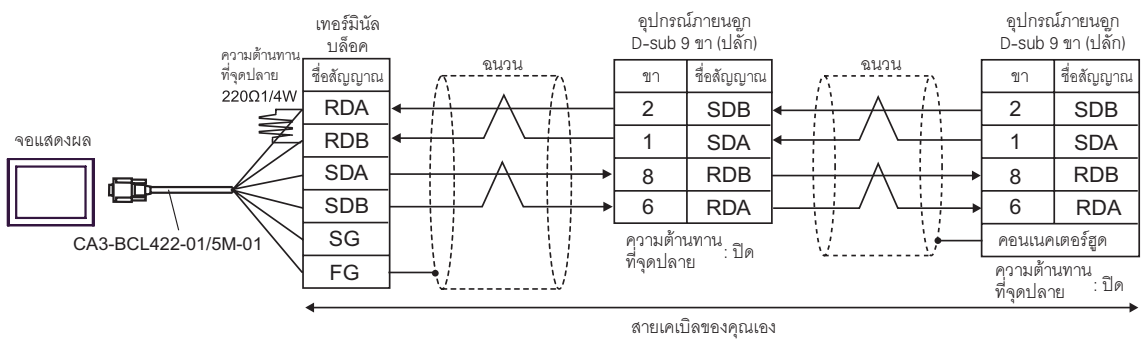 จอแสดงผล
CA3-BCL422-01/5M-01
ความต้านทาน
ที่จุดปลาย
220Ω1/4W
เทอร์มินัล
บล็อค
ชื่อสัญญาณ
RDA
RDB
SDA
SDB
SG
FG
ฉนวน
อุปกรณ์ภายนอก
D-sub 9 ขา (ปลั๊ก)
ขา ชื่อสัญญาณ
2 SDB
1 SDA
8 RDB
6 RDA
ความต้านทาน
ที่จุดปลาย : ปิด
ฉนวน
อุปกรณ์ภายนอก
D-sub 9 ขา (ปลั๊ก)
ขา ชื่อสัญญาณ
2 SDB
1 SDA
8 RDB
6 RDA
คอนเนคเตอร์ฮูด
ความต้านทาน
ที่จุดปลาย : ปิด
สายเคเบิลของคุณเอง